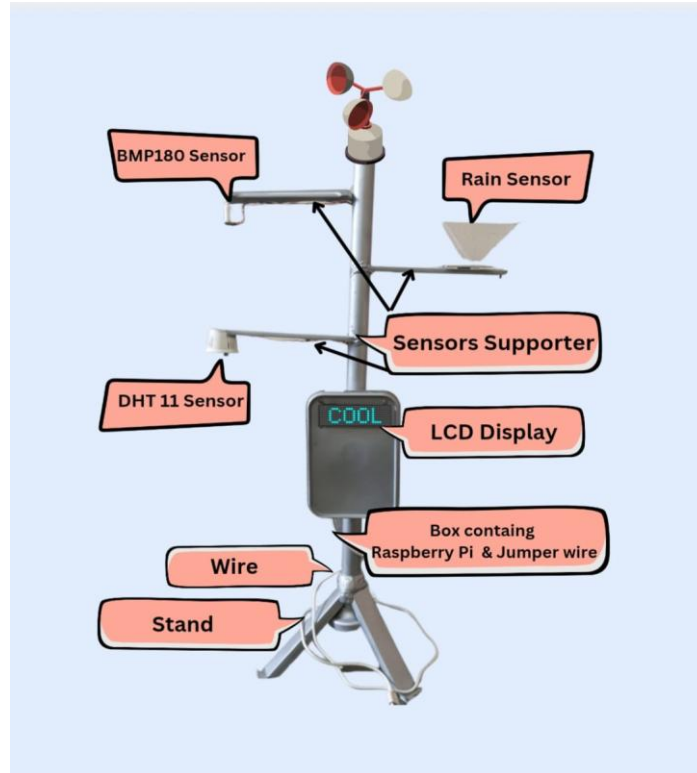 BMP180 Sensor
Rain Sensor
Sensors Supporter
DHT 11 Sensor
COOL
LCD Display
Box containg
Raspberry Pi & Jumper wire
Wire
Stand